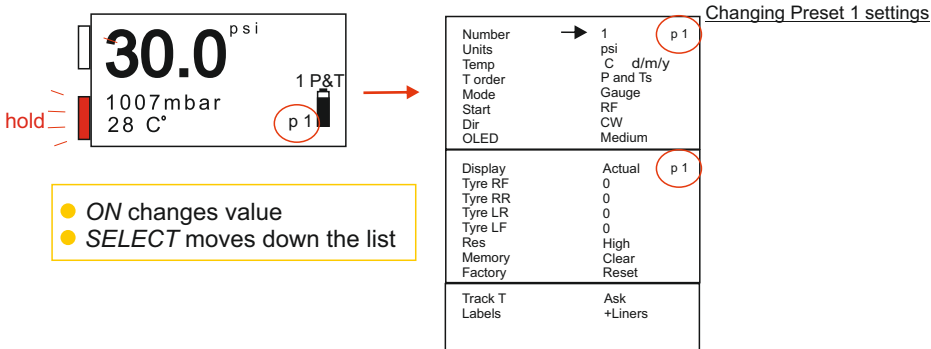 Changing Preset 1 settings
30.0 psi
1 P&T
1007mbar
28 C°
p 1
hold
Number 1 p 1
Units psi
Temp C d/m/y
T order P and Ts
Mode Gauge
Start RF
Dir CW
OLED Medium
Display Actual p 1
Tyre RF 0
Tyre RR 0
Tyre LR 0
Tyre LF 0
Res High
Memory Clear
Factory Reset
Track T Ask
Labels +Liners
ON changes value
SELECT moves down the list